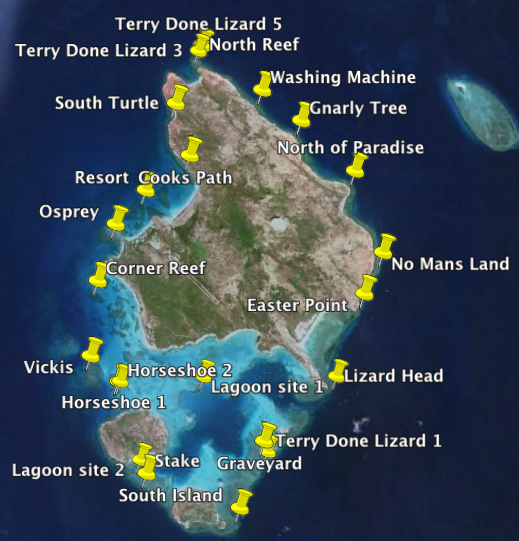 Terry Done Lizard 5
Terry Done Lizard 3
North Reef
Washing Machine
South Turtle
Gnarly Tree
North of Paradise
Resort
Cooks Path
Osprey
No Mans Land
Corner Reef
Easter Point
Vickis
Horseshoe 2
Lizard Head
Lagoon site 1
Horseshoe 1
Terry Done Lizard 1
Stake
Graveyard
Lagoon site 2
South Island